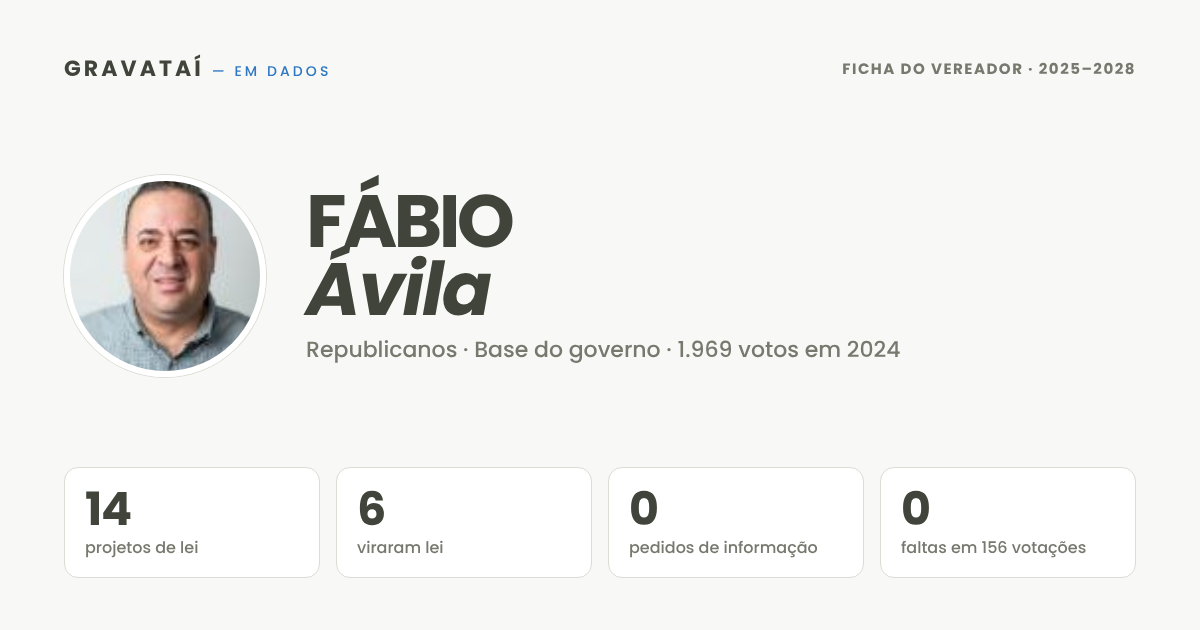 GRAVATAÍ — EM DADOS
FICHA DO VEREADOR · 2025–2028
FÁBIO
Ávila
Republicanos · Base do governo · 1.969 votos em 2024
14
projetos de lei
6
viraram lei
0
pedidos de informação
0
faltas em 156 votações